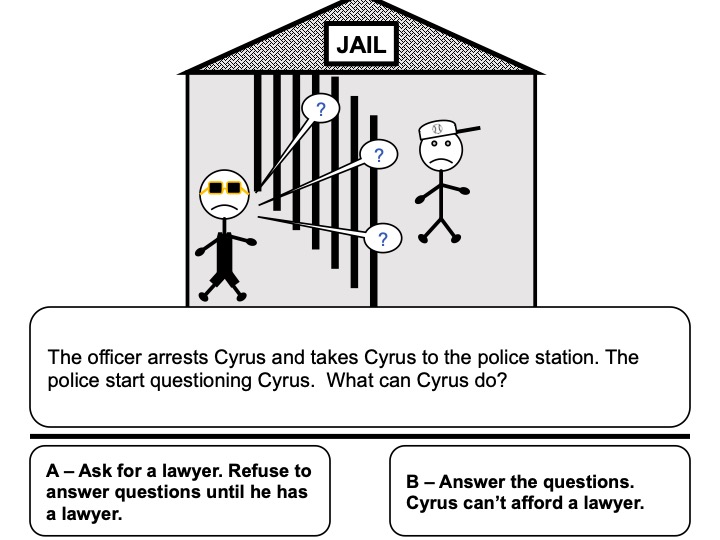 JAIL
?
?
?
The officer arrests Cyrus and takes Cyrus to the police station. The
police start questioning Cyrus.  What can Cyrus do?
A – Ask for a lawyer. Refuse to
answer questions until he has
a lawyer.
B – Answer the questions.
Cyrus can’t afford a lawyer.